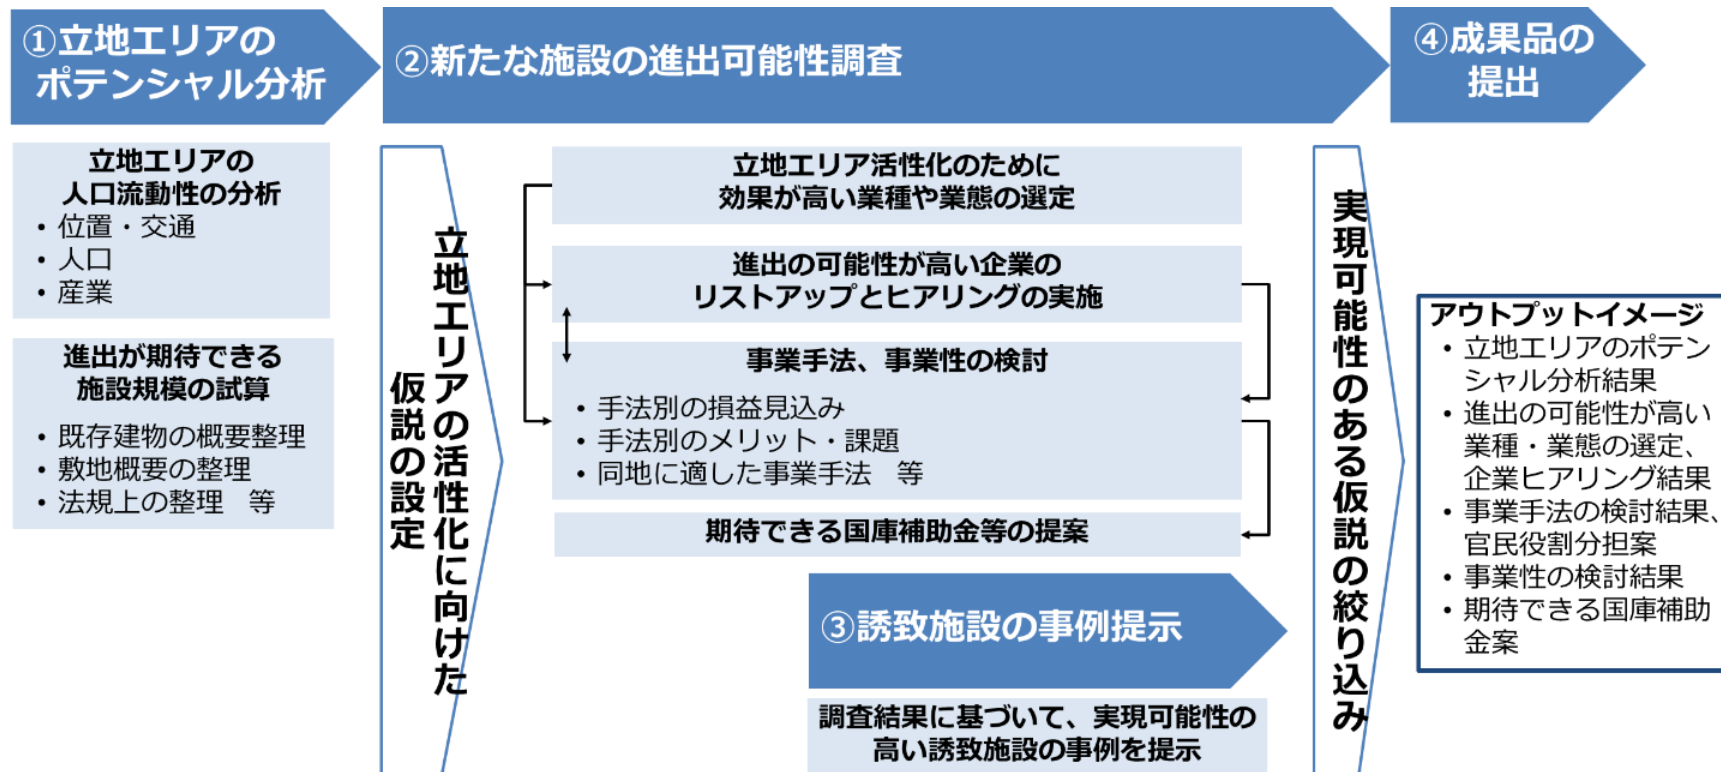 ①立地エリアの
ポテンシャル分析
②新たな施設の進出可能性調査
④成果品の
提出
立地エリアの
人口流動性の分析
• 位置・交通
• 人口
• 産業
進出が期待できる
施設規模の試算
• 既存建物の概要整理
• 敷地概要の整理
• 法規上の整理　等
立地エリアの活性化に向けた
仮説の設定
立地エリア活性化のために
効果が高い業種や業態の選定
進出の可能性が高い企業の
リストアップとヒアリングの実施
事業手法、事業性の検討
• 手法別の損益見込み
• 手法別のメリット・課題
• 同地に適した事業手法　等
期待できる国庫補助金等の提案
③誘致施設の事例提示
調査結果に基づいて、実現可能性の
高い誘致施設の事例を提示
実現可能性のある仮説の絞り込み
アウトプットイメージ
• 立地エリアのポテン
シャル分析結果
• 進出の可能性が高い
業種・業態の選定、
企業ヒアリング結果
• 事業手法の検討結果、
官民役割分担案
• 事業性の検討結果
• 期待できる国庫補助
金案